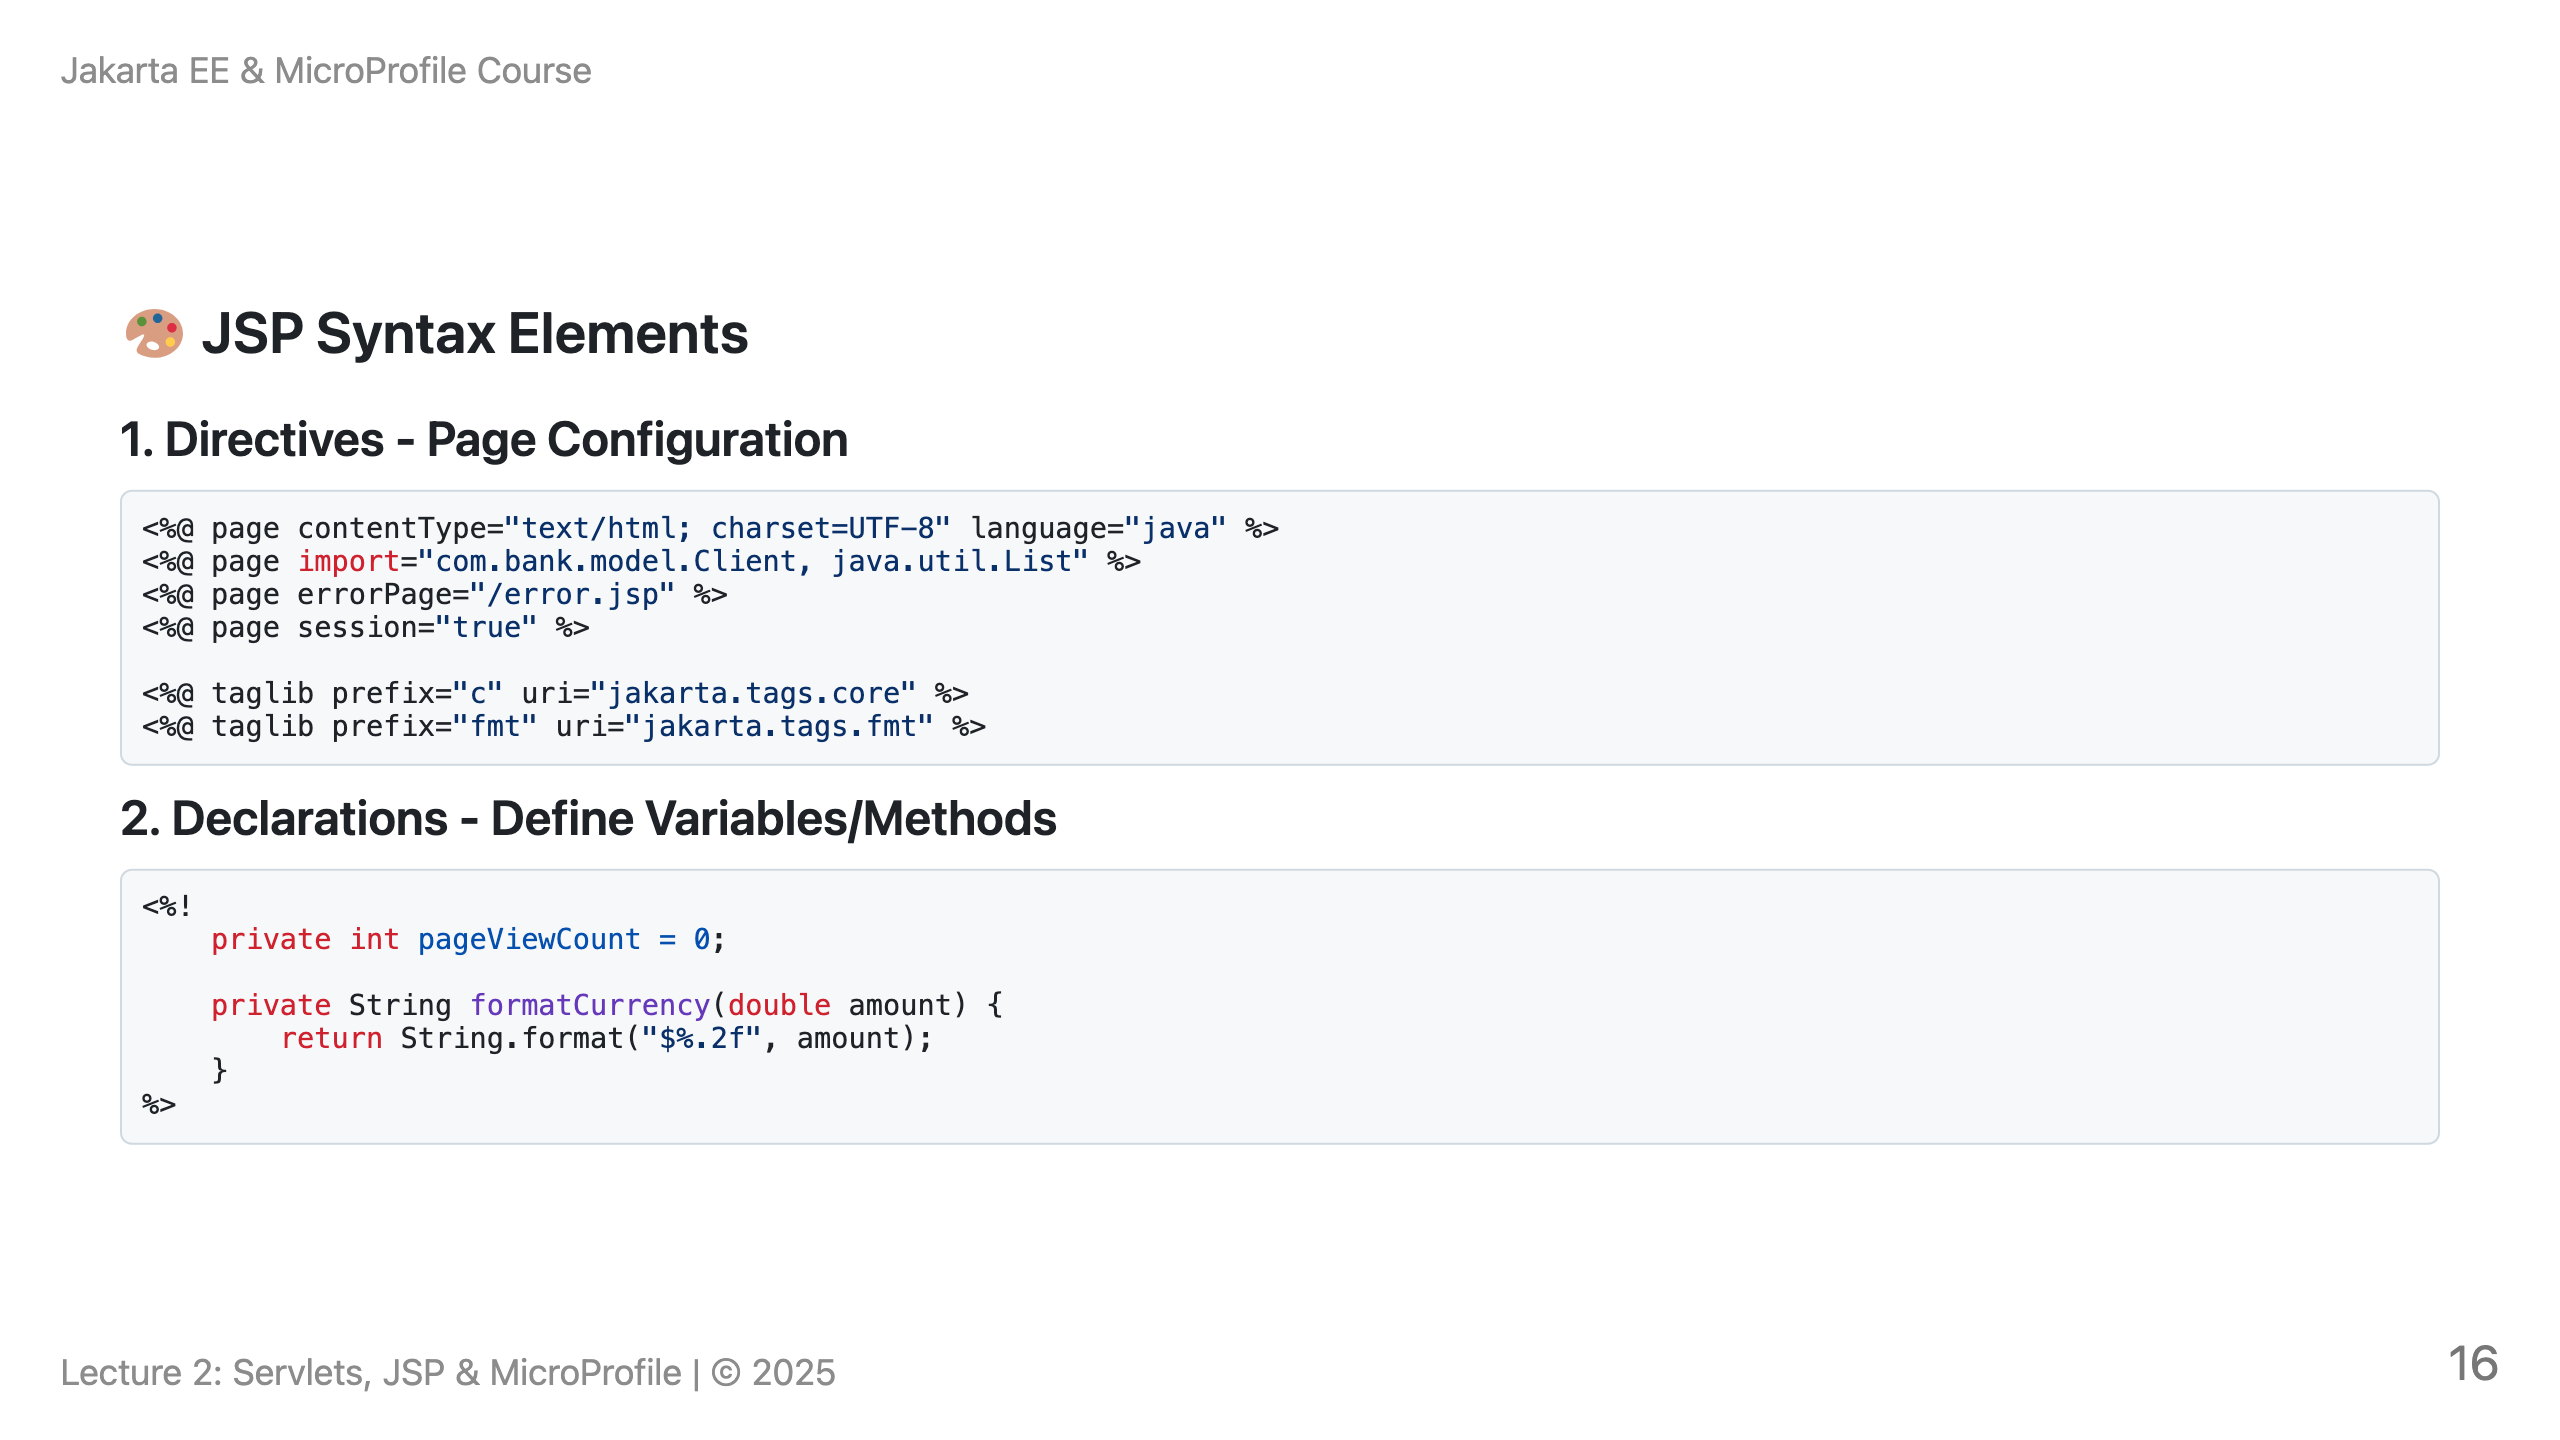 Jakarta EE & MicroProfile Course
🎨 JSP Syntax Elements
1. Directives - Page Configuration
<%@ page contentType="text/html; charset=UTF-8" language="java" %>
<%@ page import="com.bank.model.Client, java.util.List" %>
<%@ page errorPage="/error.jsp" %>
<%@ page session="true" %>
<%@ taglib prefix="c" uri="jakarta.tags.core" %>
<%@ taglib prefix="fmt" uri="jakarta.tags.fmt" %>
2. Declarations - Define Variables/Methods
<%!
    private int pageViewCount = 0;
    private String formatCurrency(double amount) {
        return String.format("$%.2f", amount);
    }
%>
Lecture 2: Servlets, JSP & MicroProfile | © 2025
16